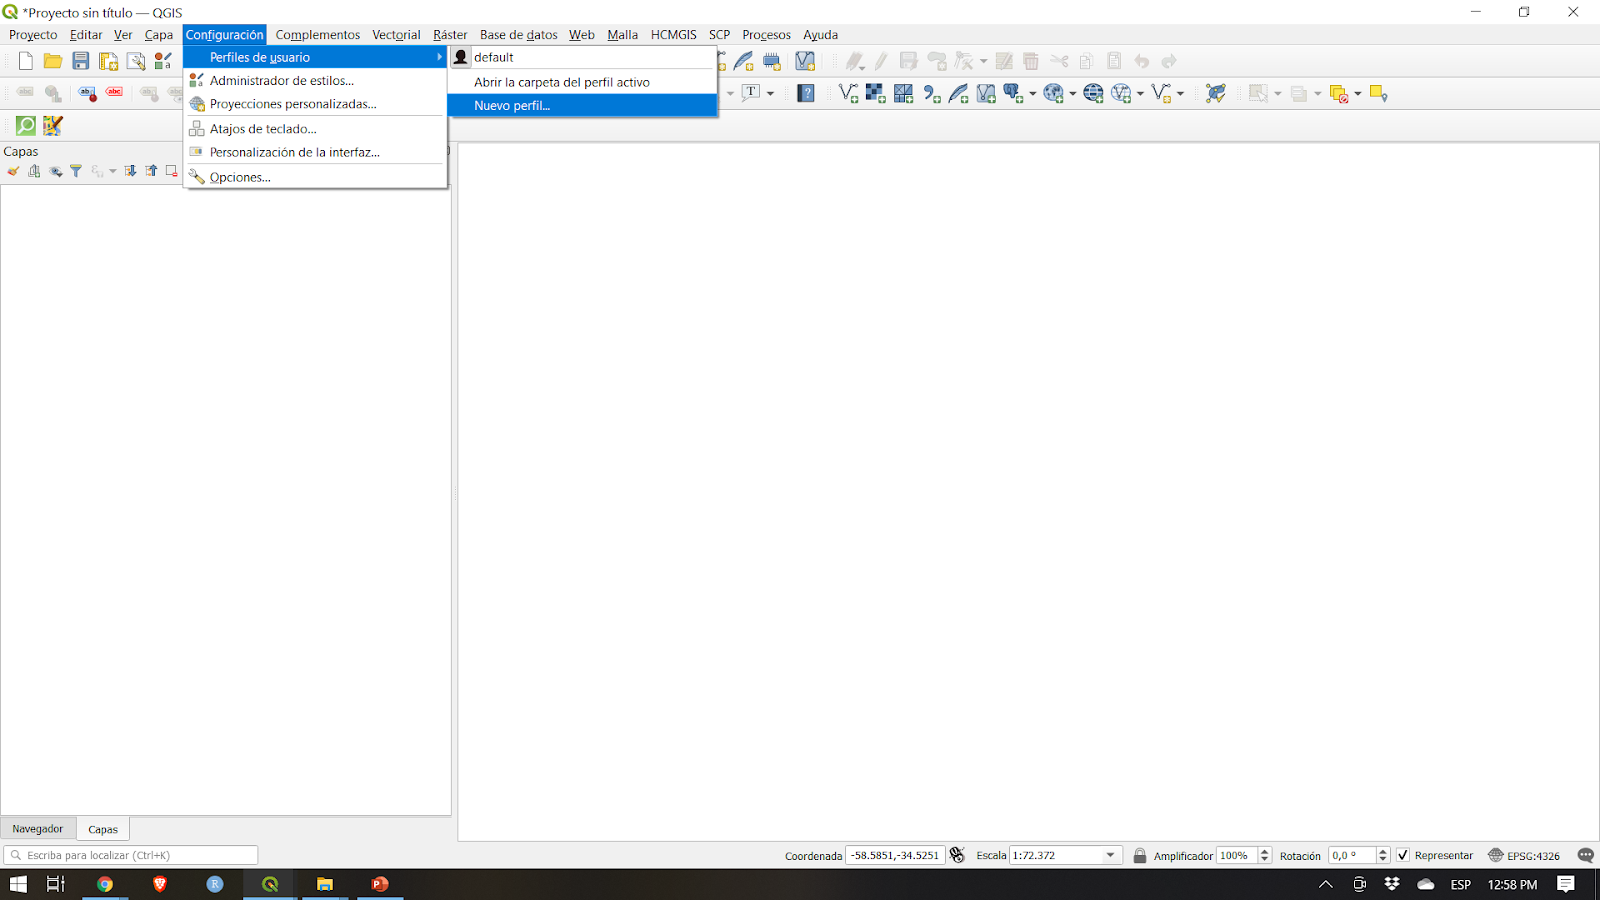 *Proyecto sin título — QGIS
Proyecto Editar Ver Capa Configuración Complementos Vectorial Ráster Base de datos Web Malla HCMGIS SCP Procesos Ayuda
Perfiles de usuario
default
Administrador de estilos...
Abrir la carpeta del perfil activo
Proyecciones personalizadas...
Nuevo perfil...
Atajos de teclado...
Personalización de la interfaz...
Opciones...
abc
abc
abc
T
?
Capas
Navegador Capas
Escriba para localizar (Ctrl+K)
Coordenada -58.5851,-34.5251 Escala 1:72.372 Amplificador 100% Rotación 0,0 ° Representar EPSG:4326
R
P
ESP 12:58 PM